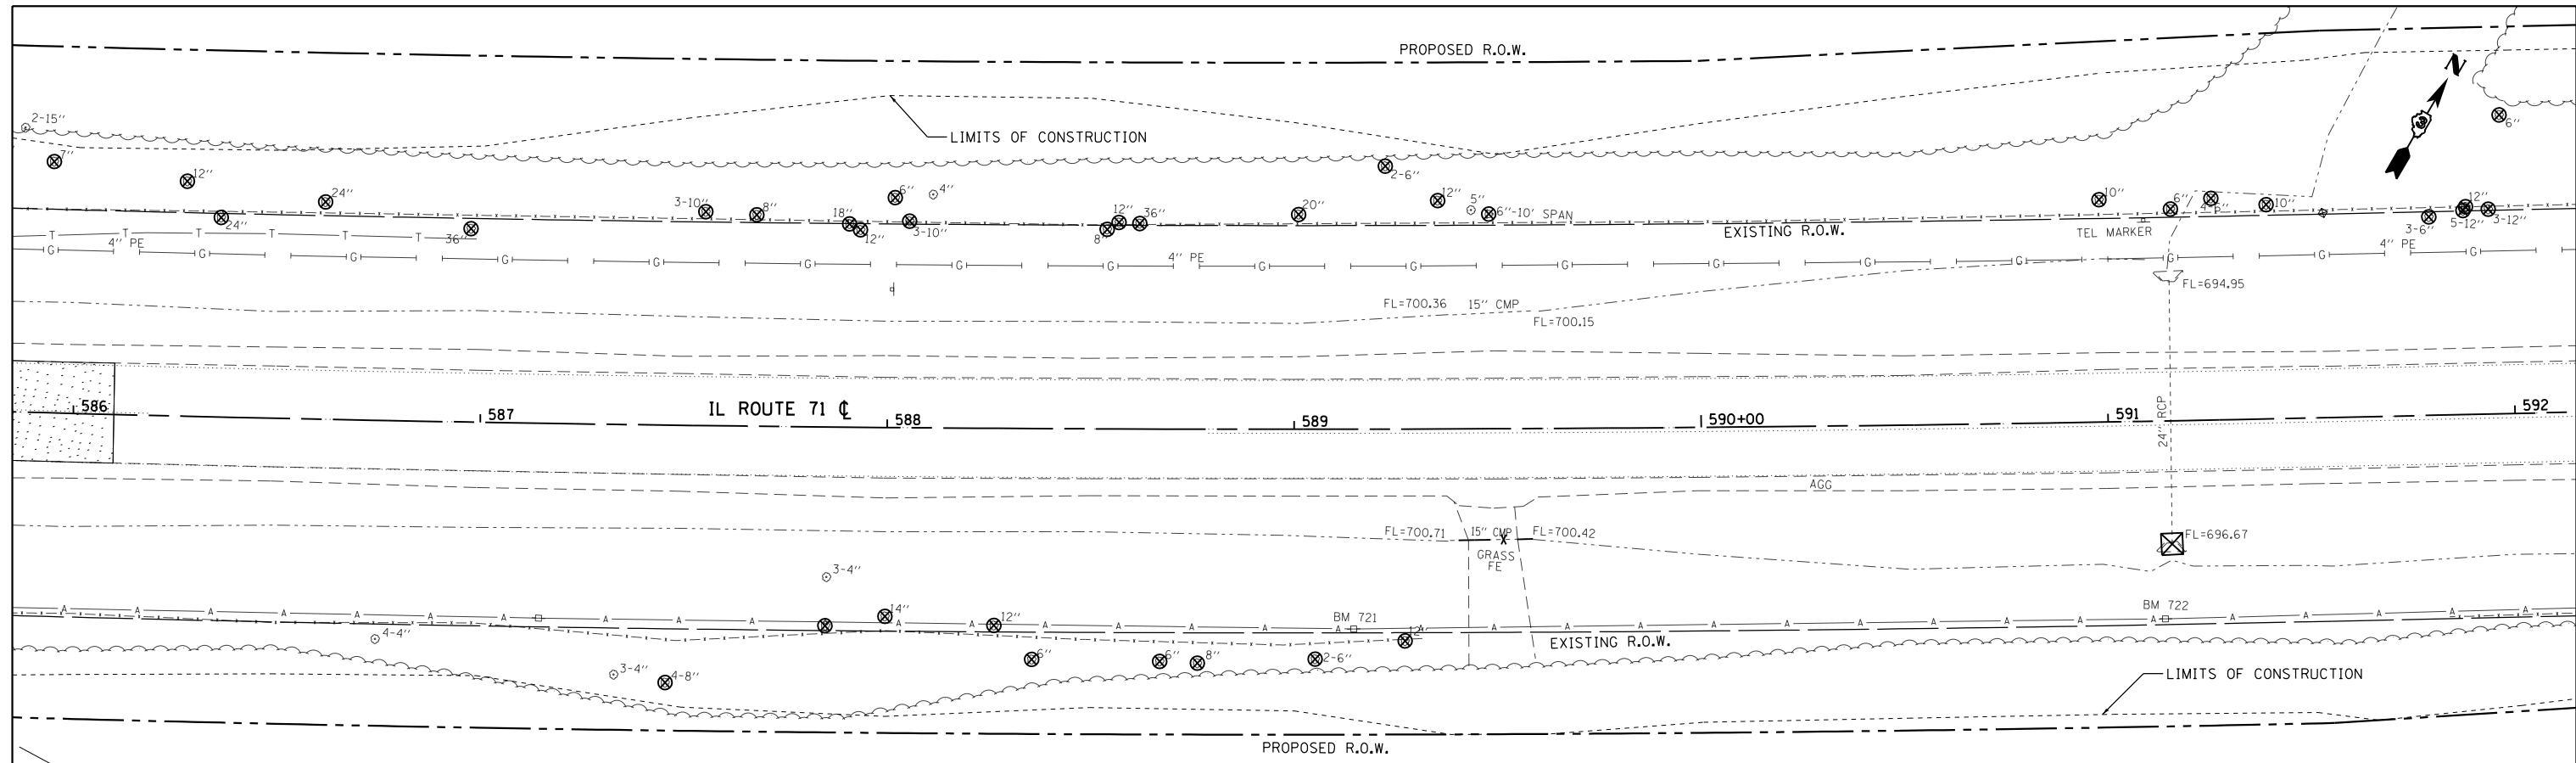 PROPOSED R.O.W.
N
2-15"
LIMITS OF CONSTRUCTION
6"
7"
12"
24"
24"
36"
3-10"
8"
18"
12"
6"
4"
3-10"
8"
12"
36"
20"
2-6"
12"
5"
6"-10' SPAN
EXISTING R.O.W.
10"
6"
10"
12"
3-6"
5-12"
3-12"
TEL MARKER
T T T T T T
4" PE
4" PE
4" PE
G G G G G G G G G G G G G G G G G
FL=700.36 15" CMP
FL=700.15
FL=694.95
586
587
IL ROUTE 71 ℄
588
589
590+00
591
592
24" RCP
AGG
FL=700.71 15" CMP FL=700.42
GRASS
FE
FL=696.67
3-4"
14"
12"
BM 721
BM 722
A A A A A A A A A A A A A A A A A A A A A A A A A A A A A A A A A A
4-4"
3-4"
4-8"
6"
6"
8"
2-6"
12"
EXISTING R.O.W.
LIMITS OF CONSTRUCTION
PROPOSED R.O.W.